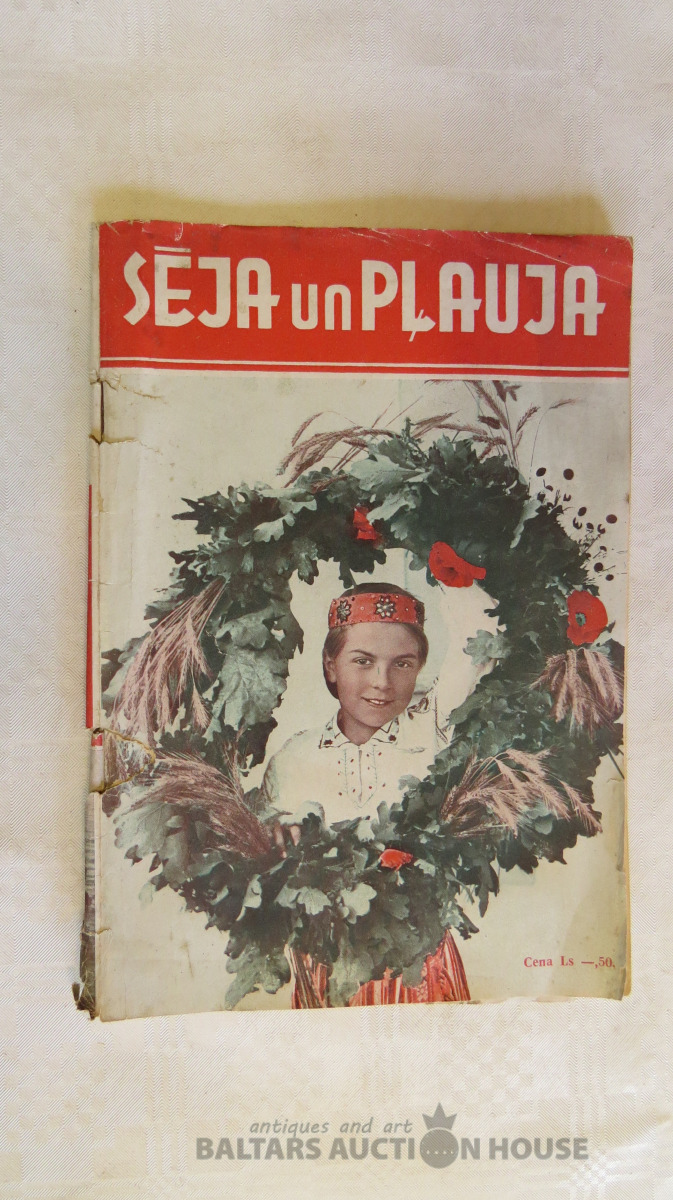 SĒJA un PĻAUJA
Cena Ls —,50.
antiques and art
BALTARS AUCTION HOUSE